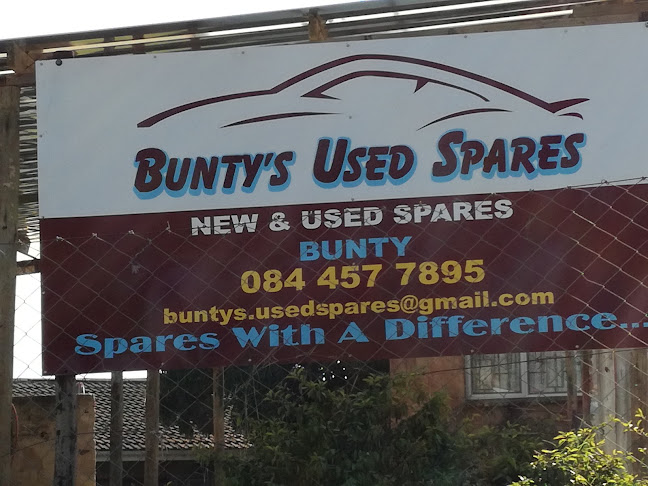 BUNTY'S USED SPARES
NEW & USED SPARES
BUNTY
084 457 7895
buntys.usedspares@gmail.com
Spares With A Difference...